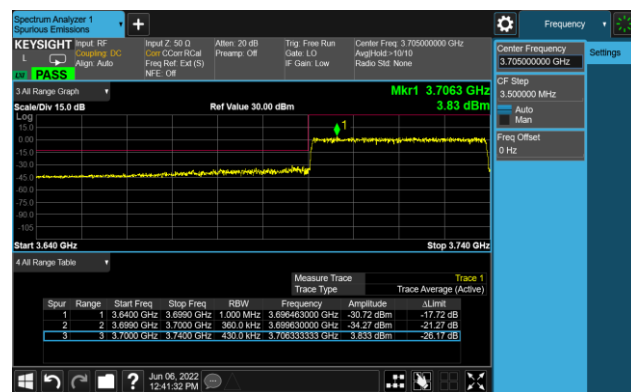 Spectrum Analyzer 1
Spurious Emissions
Frequency
KEYSIGHT
Input: RF
Coupling: DC
Align: Auto
Input Z: 50 Ω
Corr CCorr RCal
Freq Ref: Ext (S)
NFE: Off
Atten: 20 dB
Preamp: Off
Trig: Free Run
Gate: LO
IF Gain: Low
Center Freq: 3.705000000 GHz
Avg|Hold:>10/10
Radio Std: None
L
PASS
Center Frequency
3.705000000 GHz
Settings
CF Step
3.500000 MHz
Auto
Man
Freq Offset
0 Hz
3 All Range Graph
Mkr1 3.7063 GHz
Scale/Div 15.0 dB
Ref Value 30.00 dBm
3.83 dBm
Log
15.0
0.00
-15.0
-30.0
-45.0
-60.0
-75.0
-90.0
-105
1
Start 3.640 GHz
Stop 3.740 GHz
4 All Range Table
Measure Trace Trace 1
Trace Type Trace Average (Active)
Spur Range Start Freq Stop Freq RBW Frequency Amplitude ΔLimit
1 1 3.6400 GHz 3.6990 GHz 1.000 MHz 3.696463000 GHz -30.72 dBm -17.72 dB
2 2 3.6990 GHz 3.7000 GHz 360.0 kHz 3.699630000 GHz -34.27 dBm -21.27 dB
3 3 3.7000 GHz 3.7400 GHz 430.0 kHz 3.706333333 GHz 3.833 dBm -26.17 dB
Jun 06, 2022
12:41:32 PM